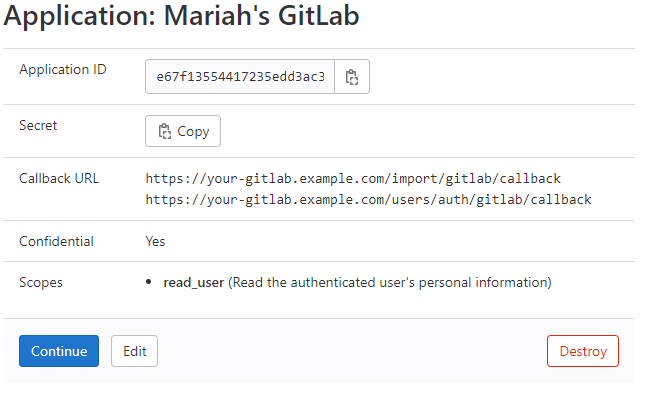 Application: Mariah's GitLab
Application ID
e67f13554417235edd3ac3
Secret
Copy
Callback URL
https://your-gitlab.example.com/import/gitlab/callback
https://your-gitlab.example.com/users/auth/gitlab/callback
Confidential
Yes
Scopes
• read_user (Read the authenticated user's personal information)
Continue
Edit
Destroy